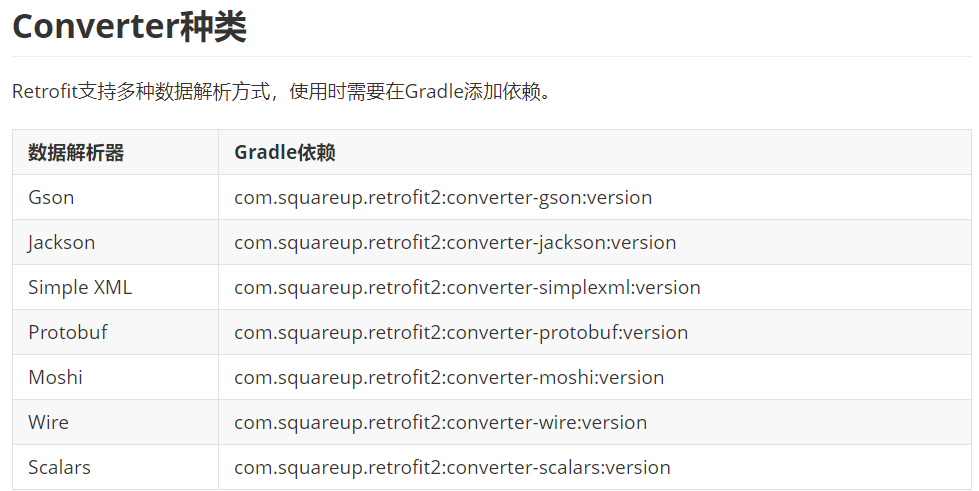 Converter种类
Retrofit支持多种数据解析方式，使用时需要在Gradle添加依赖。
数据解析器 Gradle依赖
Gson com.squareup.retrofit2:converter-gson:version
Jackson com.squareup.retrofit2:converter-jackson:version
Simple XML com.squareup.retrofit2:converter-simplexml:version
Protobuf com.squareup.retrofit2:converter-protobuf:version
Moshi com.squareup.retrofit2:converter-moshi:version
Wire com.squareup.retrofit2:converter-wire:version
Scalars com.squareup.retrofit2:converter-scalars:version